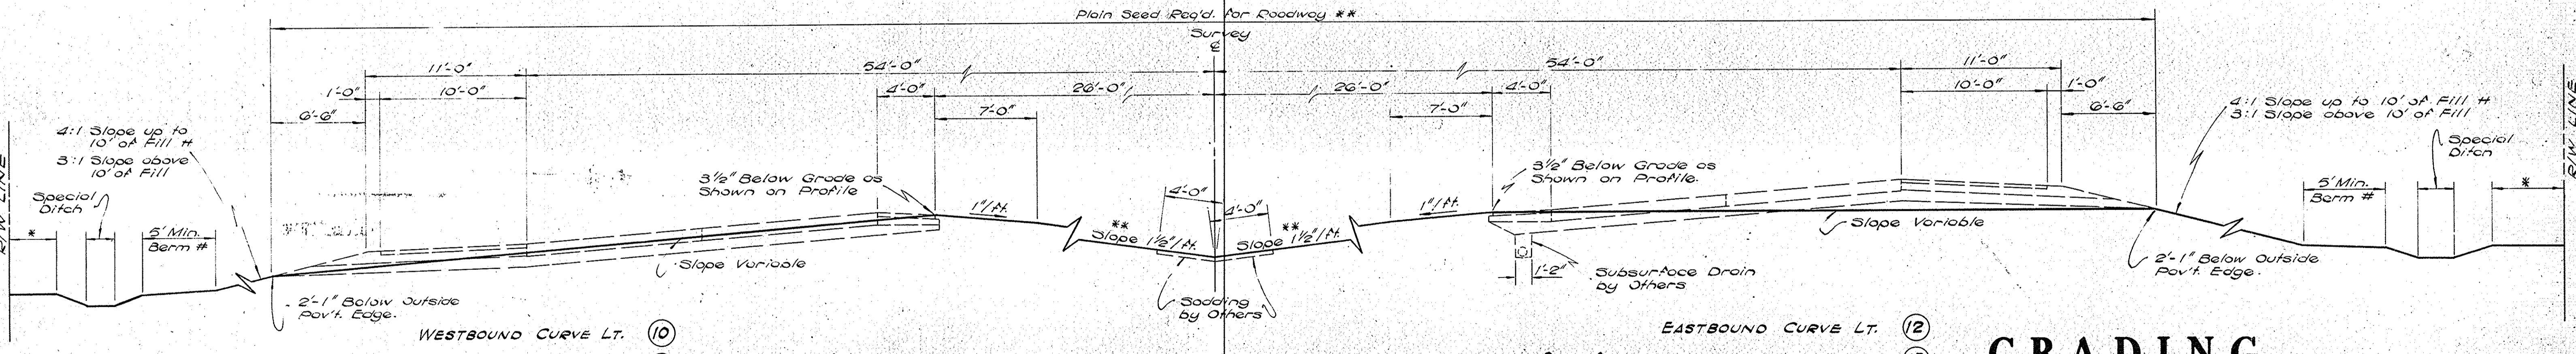 Plain Seed Req'd. for Roadway **
Survey
℄
11'-0"
54'-0"
54'-0"
11'-0"
1'-0"
10'-0"
4'-0"
26'-0"
26'-0"
4'-0"
10'-0"
1'-0"
6'-6"
7'-0"
7'-0"
6'-6"
R/W LINE
4:1 Slope up to
10' of Fill #
3:1 Slope above
10' of Fill
Special
Ditch
*
5' Min.
Berm #
3½" Below Grade as
Shown on Profile
1"/ft.
4'-0"
4'-0"
**
Slope 1½"/ft.
**
Slope 1½"/ft.
1"/ft.
3½" Below Grade as
Shown on Profile.
4:1 Slope up to 10' of Fill #
3:1 Slope above 10' of Fill
Special
Ditch
5' Min.
Berm #
*
R/W LINE
Slope Variable
Slope Variable
2'-1" Below Outside
Pav't. Edge.
Sodding
by Others
1'-2"
Subsurface Drain
by Others
2'-1" Below Outside
Pav't. Edge.
WESTBOUND CURVE LT. 10
EASTBOUND CURVE LT. 12
GRADING